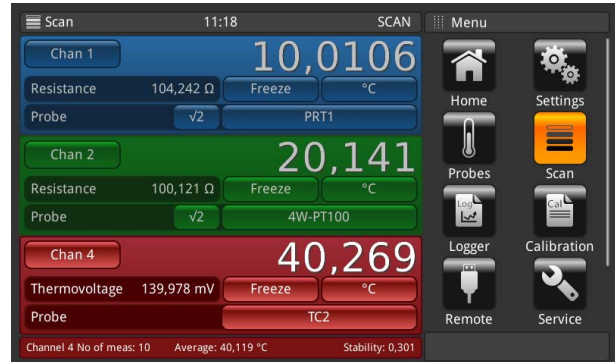 Scan 11:18 SCAN
Chan 1 10,0106
Resistance 104,242 Ω Freeze °C
Probe √2 PRT1
Chan 2 20,141
Resistance 100,121 Ω Freeze °C
Probe √2 4W-PT100
Chan 4 40,269
Thermovoltage 139,978 mV Freeze °C
Probe TC2
Channel 4 No of meas: 10 Average: 40,119 °C Stability: 0,301
Menu
Home Settings
Probes Scan
Log Cal
Logger Calibration
Remote Service